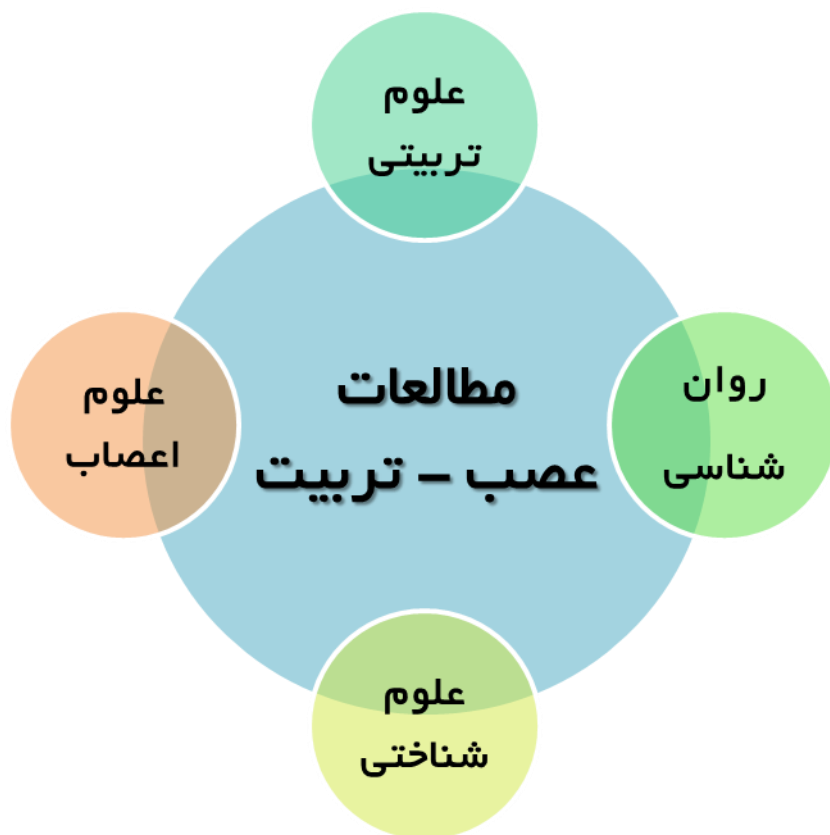 علوم
تربیتی
روان
شناسی
مطالعات
عصب – تربیت
علوم
اعصاب
علوم
شناختی